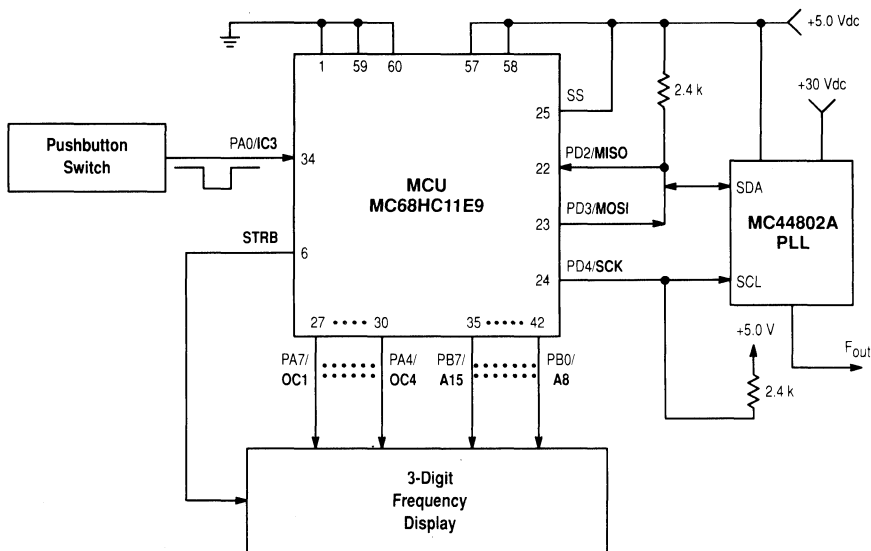 +5.0 Vdc
1 59 60 57 58
SS
25
2.4 k
+30 Vdc
Pushbutton
Switch
PA0/IC3
34
MCU
MC68HC11E9
22
PD2/MISO
SDA
MC44802A
PLL
23
PD3/MOSI
STRB
6
24
PD4/SCK
SCL
27 30 35 42
+5.0 V
Fout
2.4 k
PA7/
OC1
PA4/
OC4
PB7/
A15
PB0/
A8
3-Digit
Frequency
Display